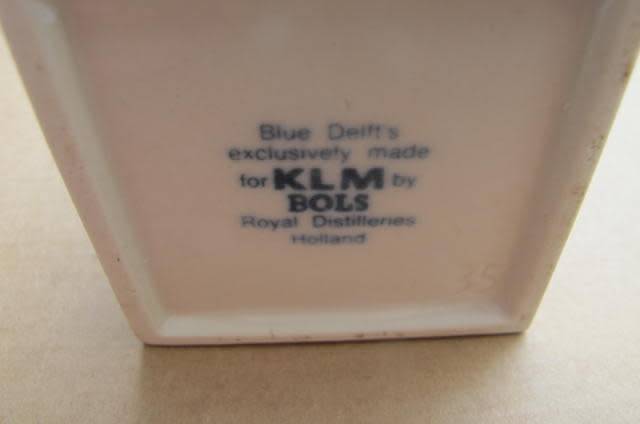 Blue Delft's
exclusively made
for KLM by
BOLS
Royal Distilleries
Holland
35